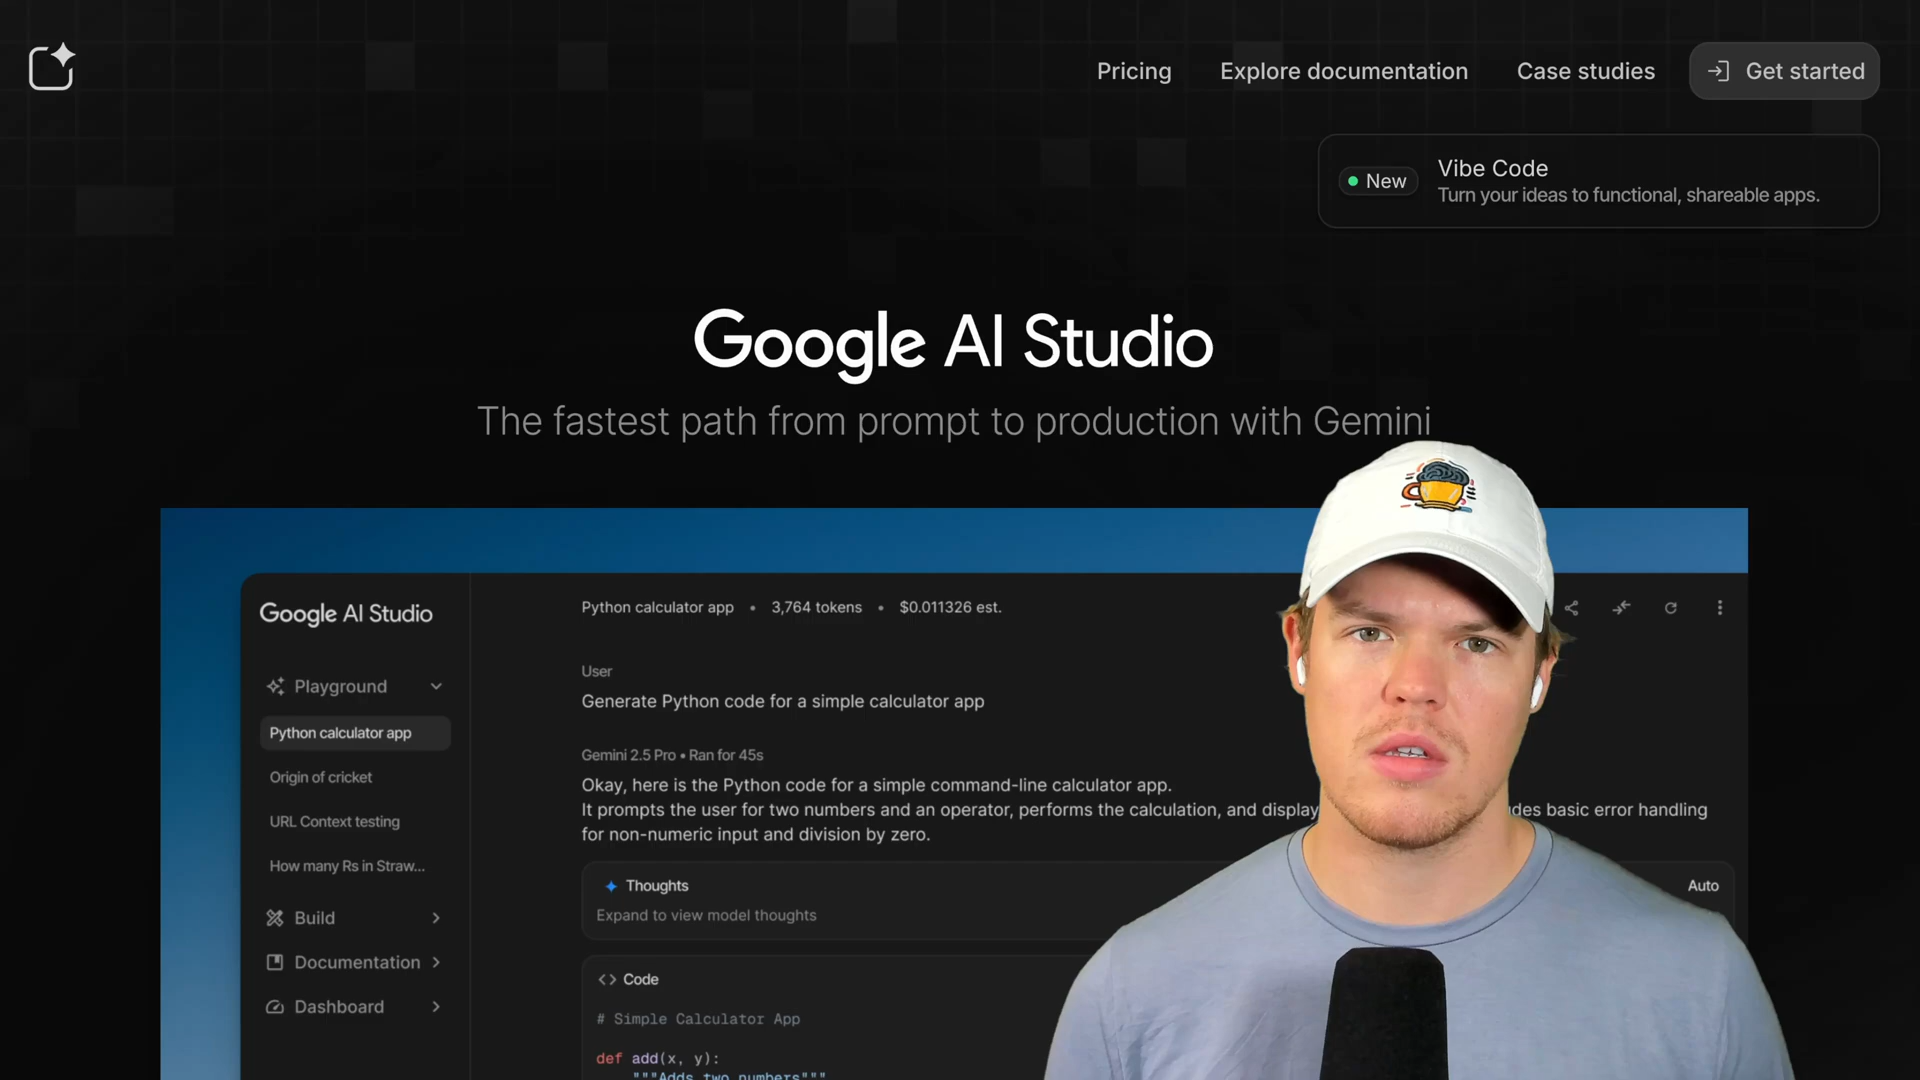 Pricing
Explore documentation
Case studies
Get started
New
Vibe Code
Turn your ideas to functional, shareable apps.
Google AI Studio
The fastest path from prompt to production with Gemini
Google AI Studio
Playground
Python calculator app
Origin of cricket
URL Context testing
How many Rs in Straw...
Build
Documentation
Dashboard
Python calculator app • 3,764 tokens • $0.011326 est.
User
Generate Python code for a simple calculator app
Gemini 2.5 Pro • Ran for 45s
Okay, here is the Python code for a simple command-line calculator app.
It prompts the user for two numbers and an operator, performs the calculation, and display basic error handling
for non-numeric input and division by zero.
Thoughts
Auto
Expand to view model thoughts
<> Code
# Simple Calculator App
def add(x, y):
"""Adds two numbers"""